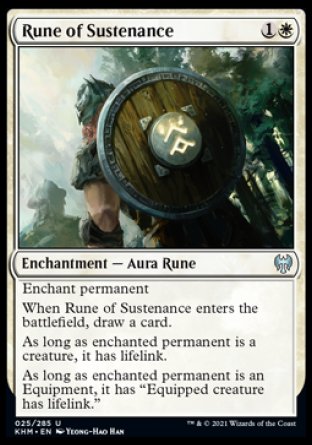 Rune of Sustenance 1
Enchantment — Aura Rune
Enchant permanent
When Rune of Sustenance enters the
battlefield, draw a card.
As long as enchanted permanent is a
creature, it has lifelink.
As long as enchanted permanent is an
Equipment, it has “Equipped creature
has lifelink.”
025/285 U
KHM • EN Yeong-Hao Han
™ & © 2021 Wizards of the Coast